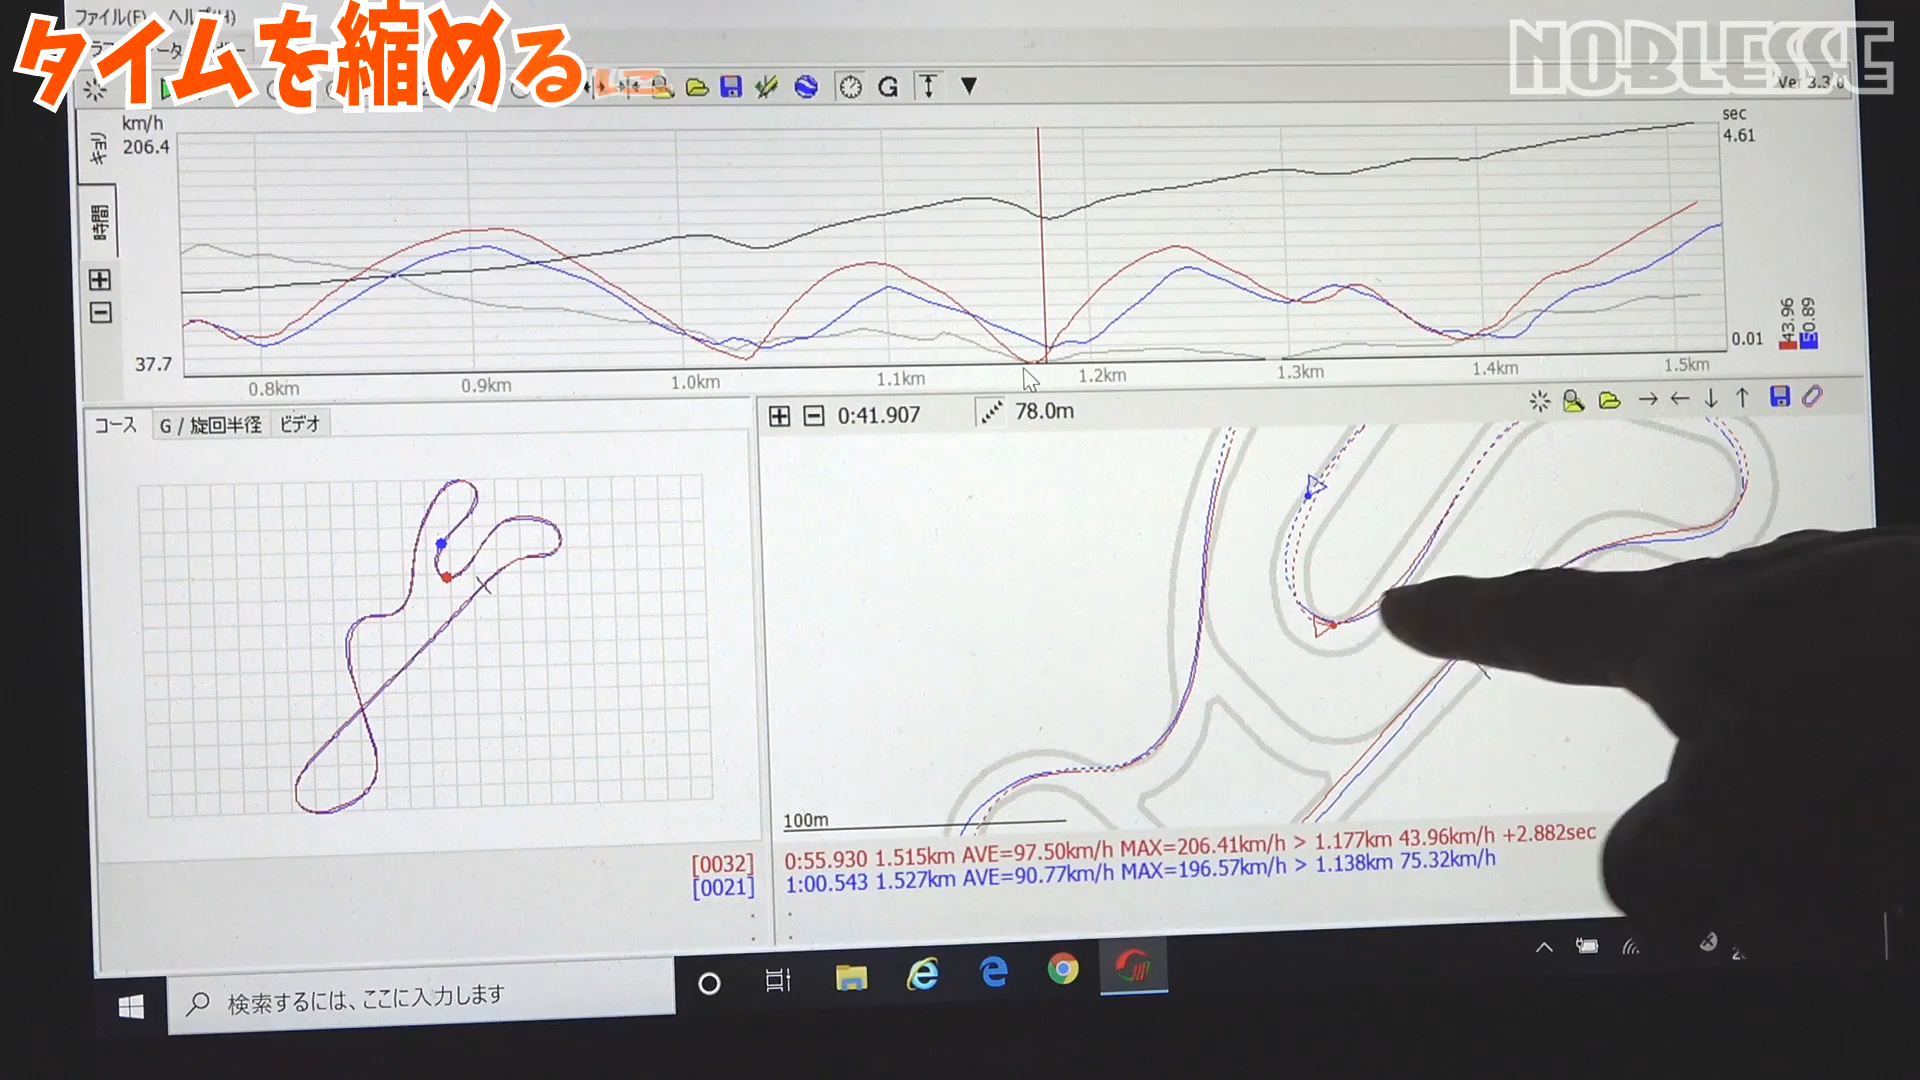 タイムを縮める
NOBLESSE
ファイル(F) ヘルプ(H)
Ver 3.3.0
G
km/h
206.4
37.7
キョリ
時間
sec
4.61
0.01
43.96
50.89
0.8km 0.9km 1.0km 1.1km 1.2km 1.3km 1.4km 1.5km
コース G / 旋回半径 ビデオ
0:41.907 78.0m
100m
[0032] 0:55.930 1.515km AVE=97.50km/h MAX=206.41km/h > 1.177km 43.96km/h +2.882sec
[0021] 1:00.543 1.527km AVE=90.77km/h MAX=196.57km/h > 1.138km 75.32km/h
検索するには、ここに入力します